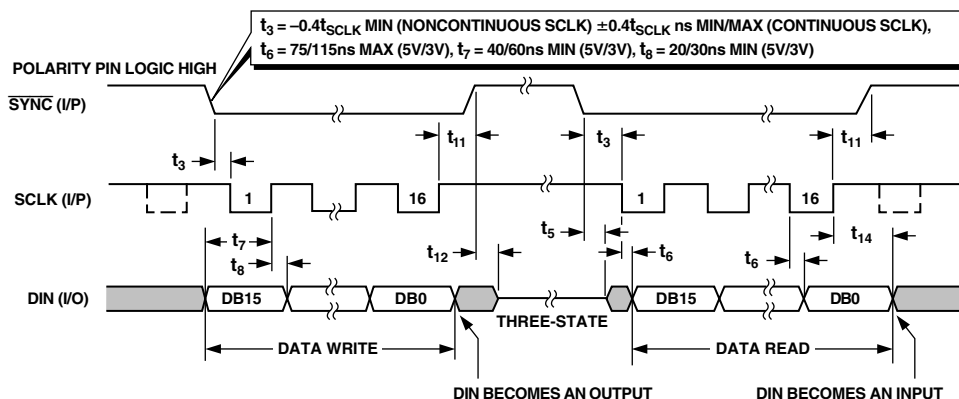 t3 = –0.4tSCLK MIN (NONCONTINUOUS SCLK) ±0.4tSCLK ns MIN/MAX (CONTINUOUS SCLK),
t6 = 75/115ns MAX (5V/3V), t7 = 40/60ns MIN (5V/3V), t8 = 20/30ns MIN (5V/3V)
POLARITY PIN LOGIC HIGH
SYNC (I/P)
t3
t11
t3
t11
SCLK (I/P)
1
16
1
16
t7
t8
t12
t5
t6
t6
t14
DIN (I/O)
DB15
DB0
THREE-STATE
DB15
DB0
DATA WRITE
DATA READ
DIN BECOMES AN OUTPUT
DIN BECOMES AN INPUT